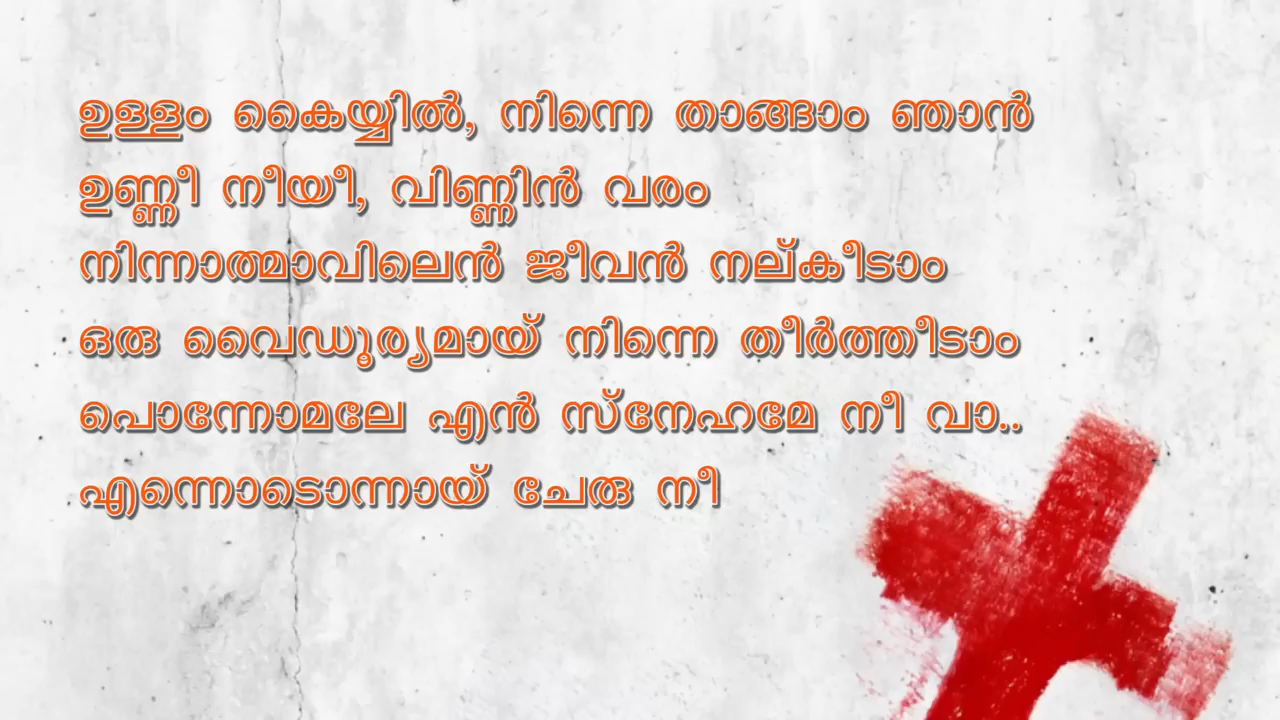 ഉള്ളം കൈയ്യിൽ, നിന്നെ താങ്ങാം ഞാൻ
ഉണ്ണീ നീയീ, വിണ്ണിൻ വരം
നിന്നാത്മാവിലെൻ ജീവൻ നല്കീടാം
ഒരു വൈഡൂര്യമായ് നിന്നെ തീർത്തീടാം
പൊന്നോമലേ എൻ സ്നേഹമേ നീ വാ..
എന്നൊടൊന്നായ് ചേരു നീ